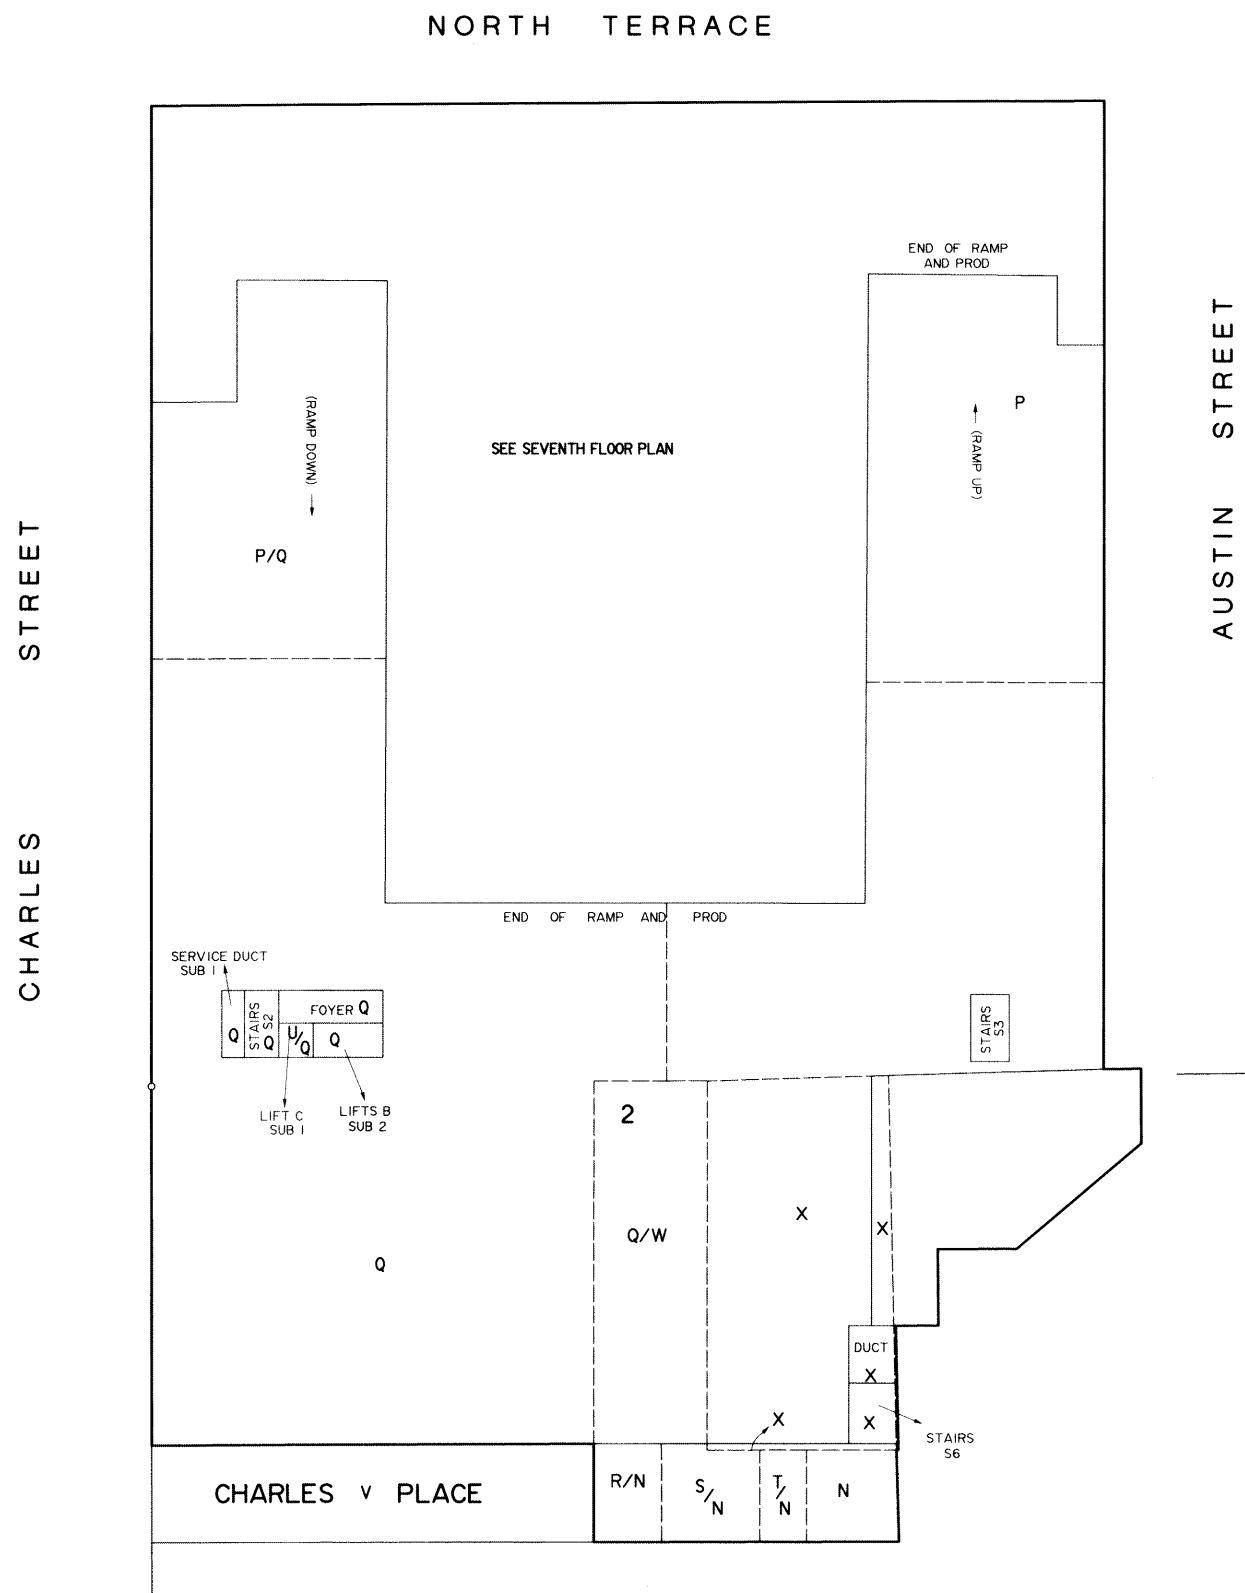 NORTH TERRACE
END OF RAMP
AND PROD
STREET
CHARLES
AUSTIN STREET
(RAMP DOWN)
P
SEE SEVENTH FLOOR PLAN
(RAMP UP)
P/Q
END OF RAMP AND PROD
SERVICE DUCT
SUB 1
Q
STAIRS
S2
Q
FOYER Q
U/Q
Q
STAIRS
S3
LIFT C
SUB 1
LIFTS B
SUB 2
2
X
X
Q/W
Q
DUCT
X
X
X
STAIRS
S6
CHARLES V PLACE
R/N
S/N
T/N
N